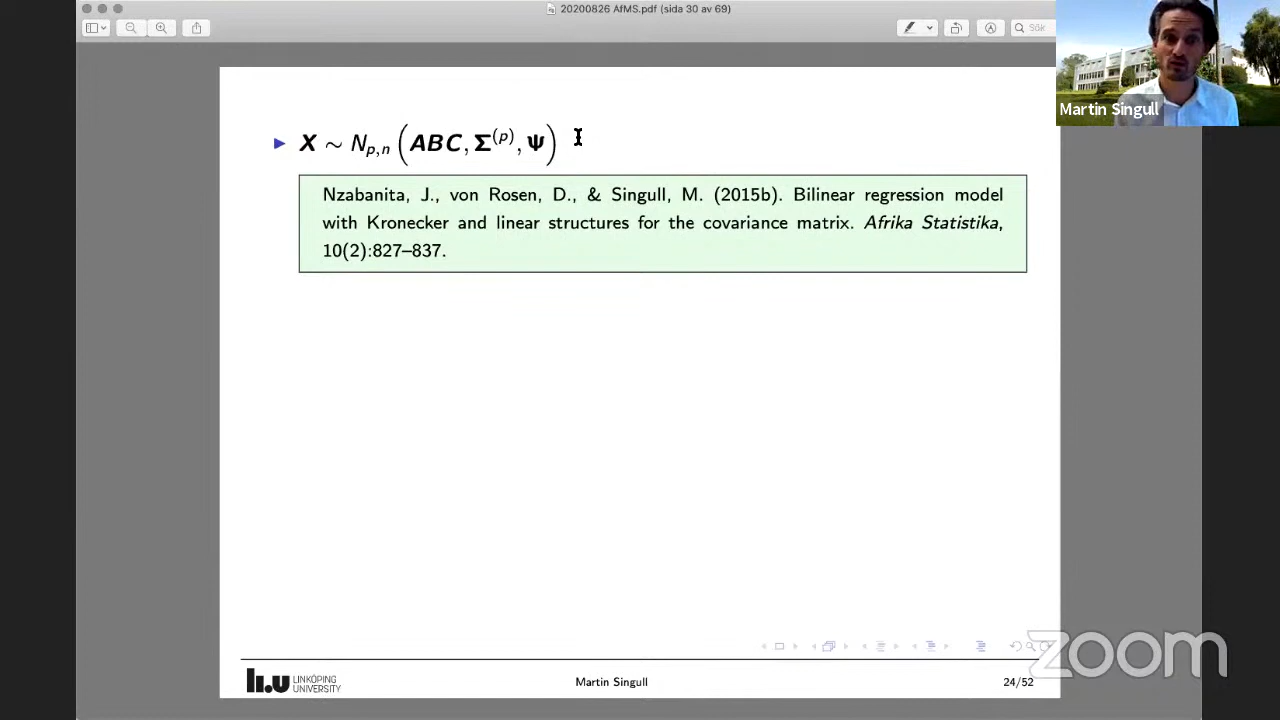 20200826 AfMS.pdf (sida 30 av 69)
Sök
Martin Singull
▶ X ∼ N_{p,n} (ABC, Σ^{(p)}, Ψ)
Nzabanita, J., von Rosen, D., & Singull, M. (2015b). Bilinear regression model
with Kronecker and linear structures for the covariance matrix. Afrika Statistika,
10(2):827–837.
zoom
li.u LINKÖPING
UNIVERSITY
Martin Singull
24/52